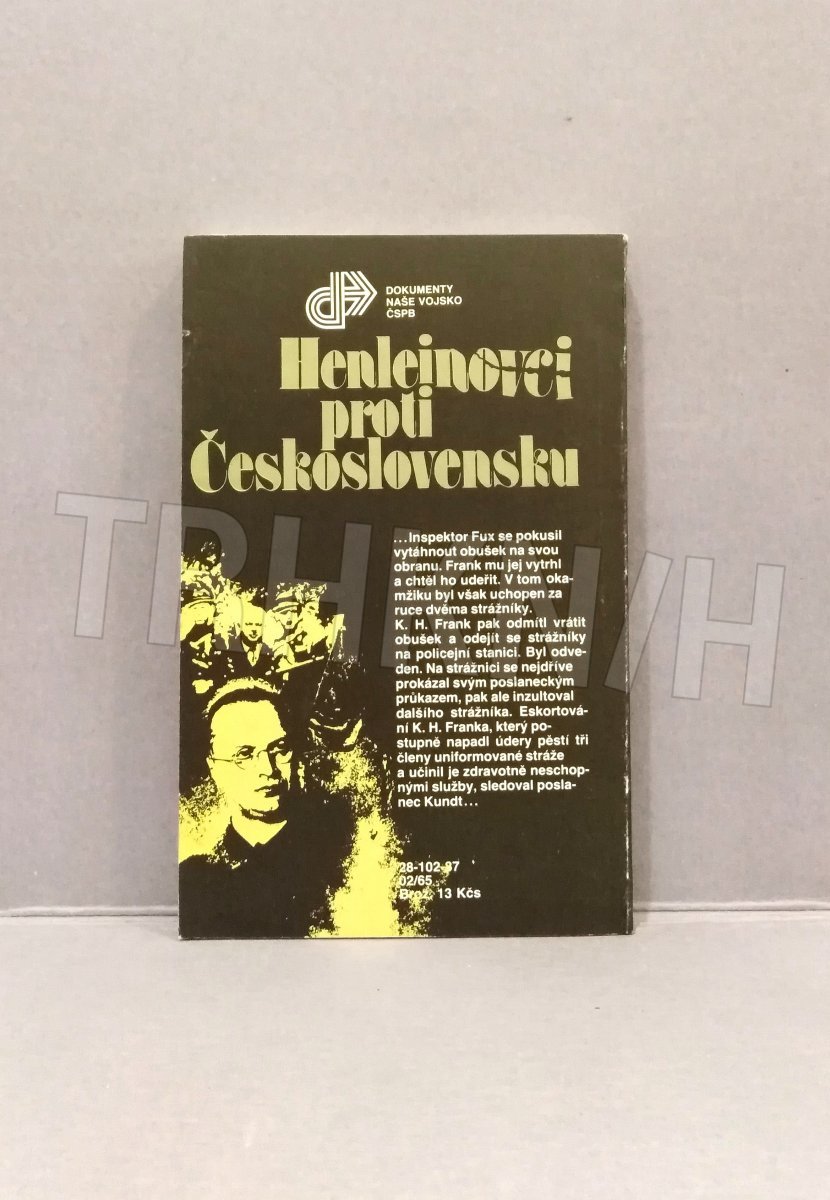 DOKUMENTY
NAŠE VOJSKO
ČSPB
Henleinovci
proti
Československu
...Inspektor Fux se pokusil
vytáhnout obušek na svou
obranu. Frank mu jej vytrhl
a chtěl ho udeřit. V tom oka-
mžiku byl však uchopen za
ruce dvěma strážníky.
K. H. Frank pak odmítl vrátit
obušek a odejít se strážníky
na policejní stanici. Byl odve-
den. Na strážnici se nejdříve
prokázal svým poslaneckým
průkazem, pak ale inzultoval
dalšího strážníka. Eskortová-
ní K. H. Franka, který po-
stupně napadl údery pěstí tři
členy uniformované stráže
a učinil je zdravotně neschop-
nými služby, sledoval posla-
nec Kundt...
28-102-87
02/65
Brož. 13 Kčs